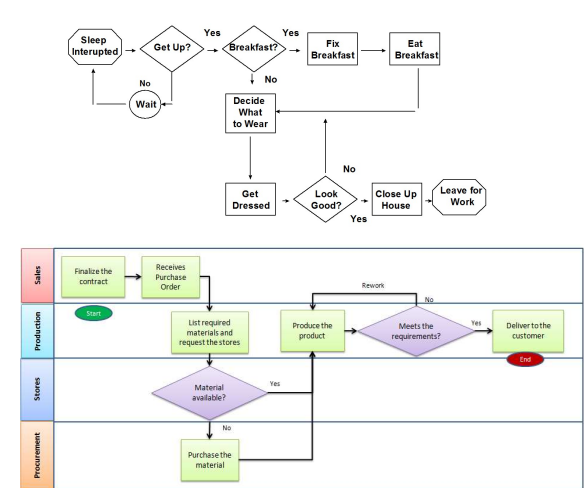 Sleep
Interupted
Get Up?
Yes
Breakfast?
Yes
Fix
Breakfast
Eat
Breakfast
No
Wait
No
Decide
What
to Wear
No
Get
Dressed
Look
Good?
Yes
Close Up
House
Leave for
Work
Sales
Finalize the
contract
Receives
Purchase
Order
Rework
No
Production
Start
List required
materials and
request the stores
Produce the
product
Meets the
requirements?
Yes
Deliver to the
customer
End
Stores
Material
available?
Yes
No
Procurement
Purchase the
material